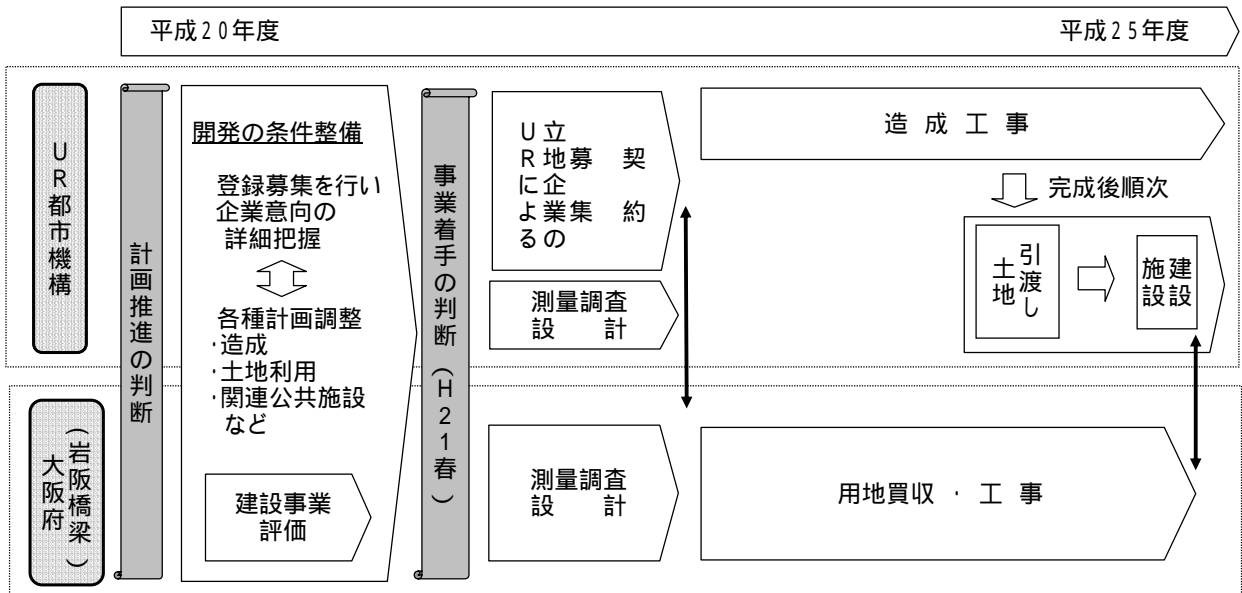 平成20年度
平成25年度
UR都市機構
計画推進の判断
開発の条件整備
登録募集を行い
企業意向の
詳細把握
各種計画調整
・造成
・土地利用
・関連公共施設
など
建設事業
評価
事業着手の判断（H21春）
URによる
立地企業の
募集
契約
測量調査
設計
造成工事
完成後順次
土地
引渡し
施設
建設
大阪府
（岩阪橋梁）
測量調査
設計
用地買収・工事